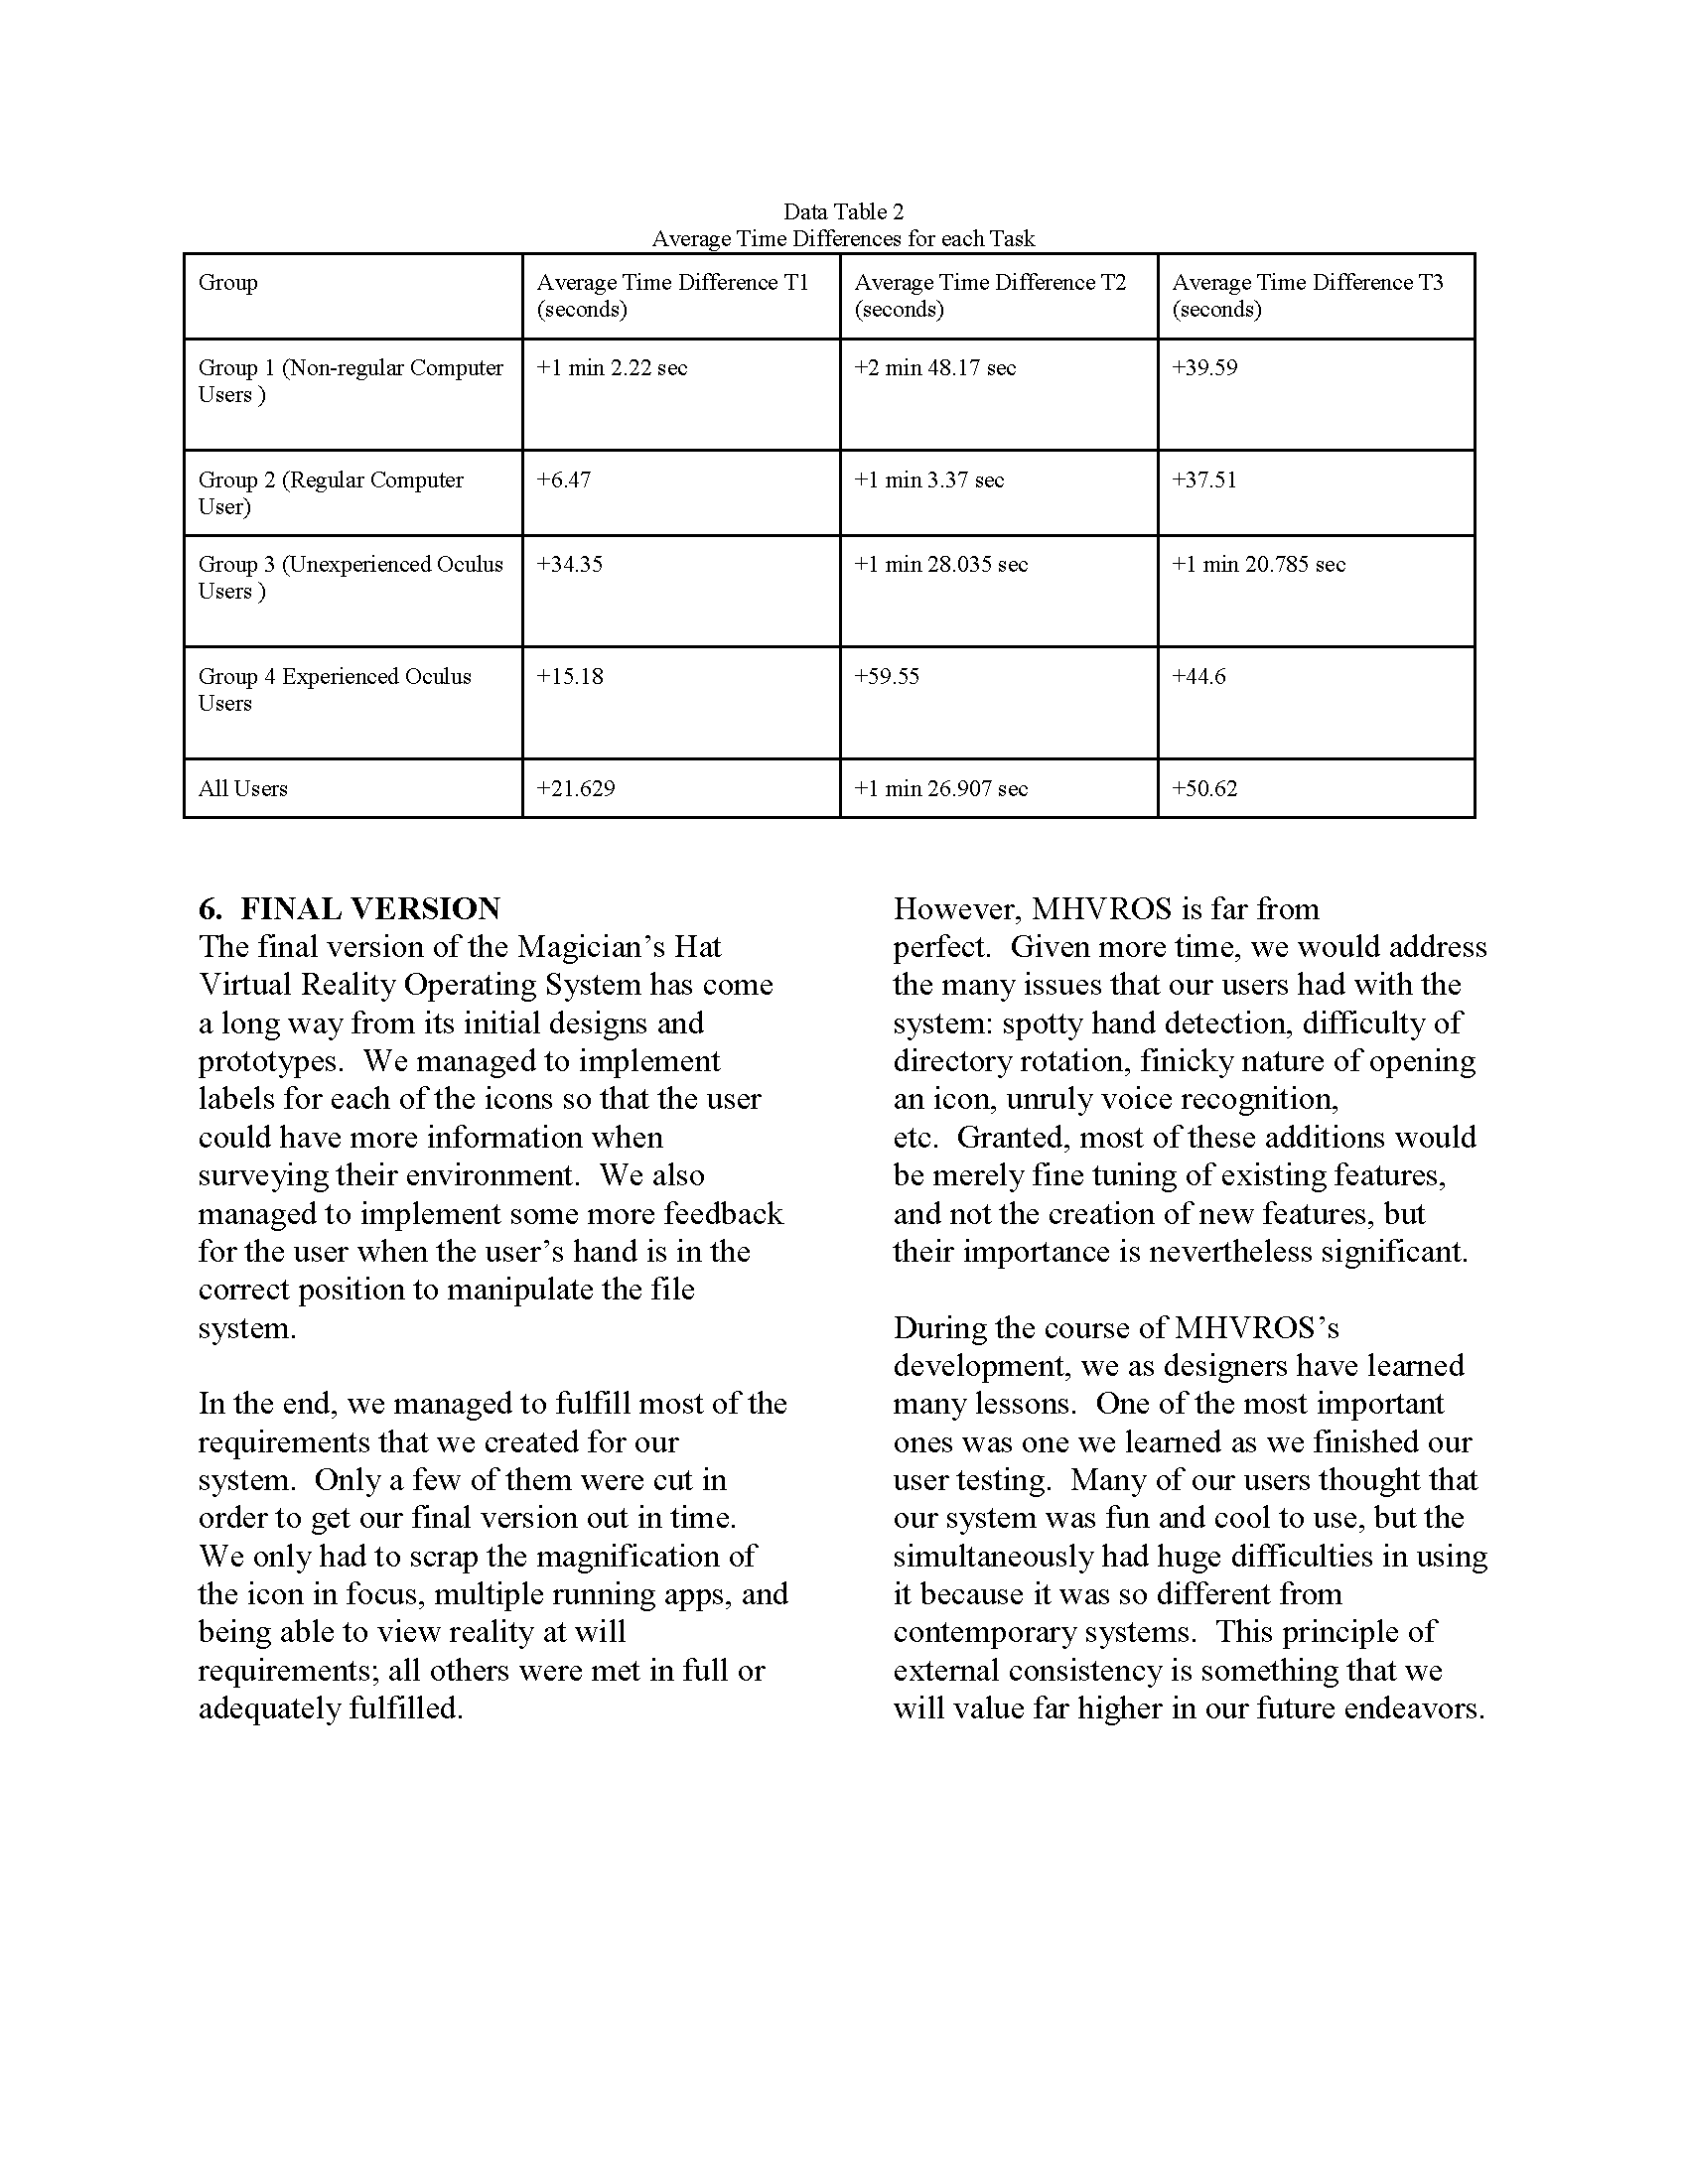 Data Table 2
Average Time Differences for each Task
Group
Average Time Difference T1
(seconds)
Average Time Difference T2
(seconds)
Average Time Difference T3
(seconds)
Group 1 (Non-regular Computer
Users )
+1 min 2.22 sec
+2 min 48.17 sec
+39.59
Group 2 (Regular Computer
User)
+6.47
+1 min 3.37 sec
+37.51
Group 3 (Unexperienced Oculus
Users )
+34.35
+1 min 28.035 sec
+1 min 20.785 sec
Group 4 Experienced Oculus
Users
+15.18
+59.55
+44.6
All Users
+21.629
+1 min 26.907 sec
+50.62
6.  FINAL VERSION
The final version of the Magician’s Hat
Virtual Reality Operating System has come
a long way from its initial designs and
prototypes.  We managed to implement
labels for each of the icons so that the user
could have more information when
surveying their environment.  We also
managed to implement some more feedback
for the user when the user’s hand is in the
correct position to manipulate the file
system.
In the end, we managed to fulfill most of the
requirements that we created for our
system.  Only a few of them were cut in
order to get our final version out in time.
We only had to scrap the magnification of
the icon in focus, multiple running apps, and
being able to view reality at will
requirements; all others were met in full or
adequately fulfilled.
However, MHVROS is far from
perfect.  Given more time, we would address
the many issues that our users had with the
system: spotty hand detection, difficulty of
directory rotation, finicky nature of opening
an icon, unruly voice recognition,
etc.  Granted, most of these additions would
be merely fine tuning of existing features,
and not the creation of new features, but
their importance is nevertheless significant.
During the course of MHVROS’s
development, we as designers have learned
many lessons.  One of the most important
ones was one we learned as we finished our
user testing.  Many of our users thought that
our system was fun and cool to use, but the
simultaneously had huge difficulties in using
it because it was so different from
contemporary systems.  This principle of
external consistency is something that we
will value far higher in our future endeavors.